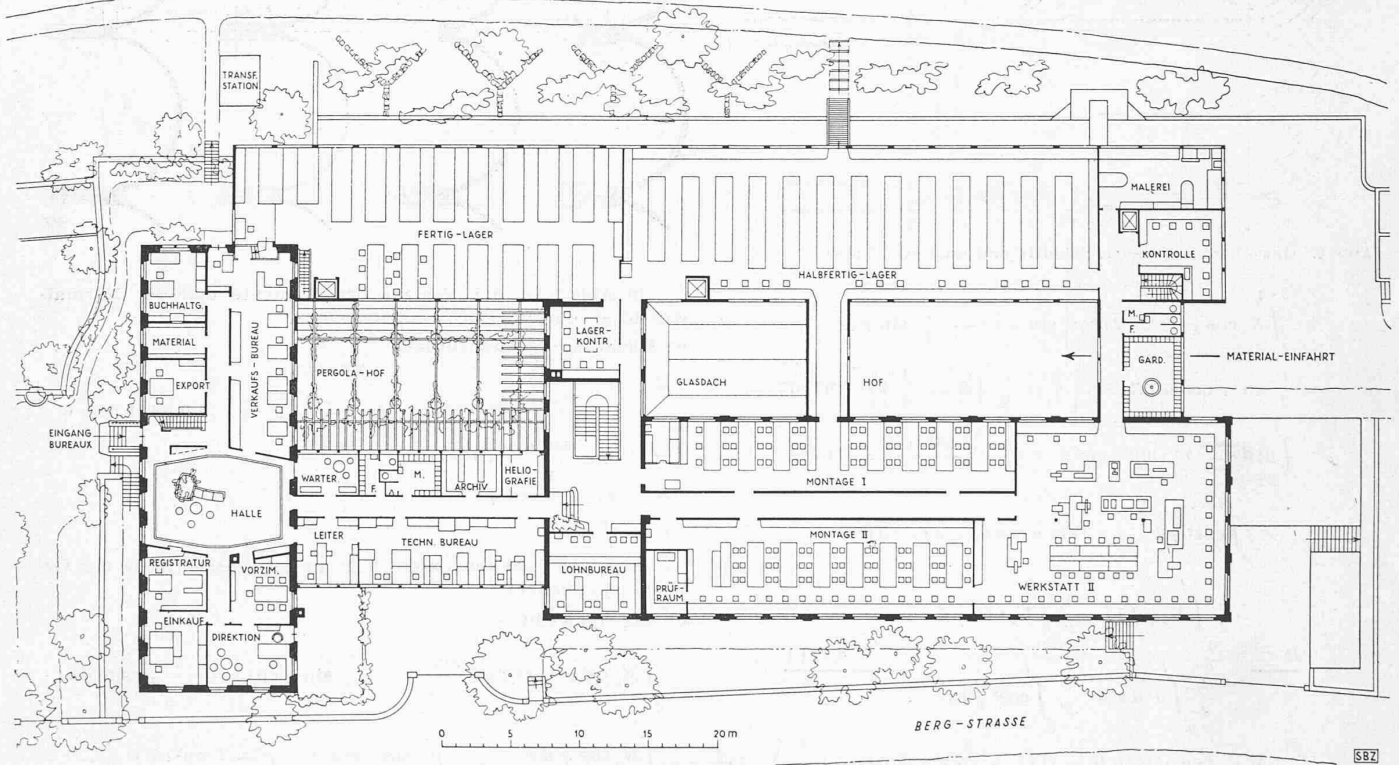 TRANSF.
STATION
MALEREI
FERTIG-LAGER
KONTROLLE
HALBFERTIG-LAGER
BUCHHALTG.
MATERIAL
EXPORT
VERKAUFS-BUREAU
PERGOLA-HOF
LAGER-
KONTR.
GLASDACH
HOF
M.
F.
GARD.
MATERIAL-EINFAHRT
EINGANG
BUREAUX
WARTER.
F.
M.
ARCHIV
HELIO-
GRAFIE
MONTAGE I
HALLE
LEITER
TECHN. BUREAU
MONTAGE II
REGISTRATUR
VORZIM.
LOHNBUREAU
PRÜF-
RAUM
WERKSTATT II
EINKAUF
DIREKTION
BERG-STRASSE
0 5 10 15 20 m
SBZ